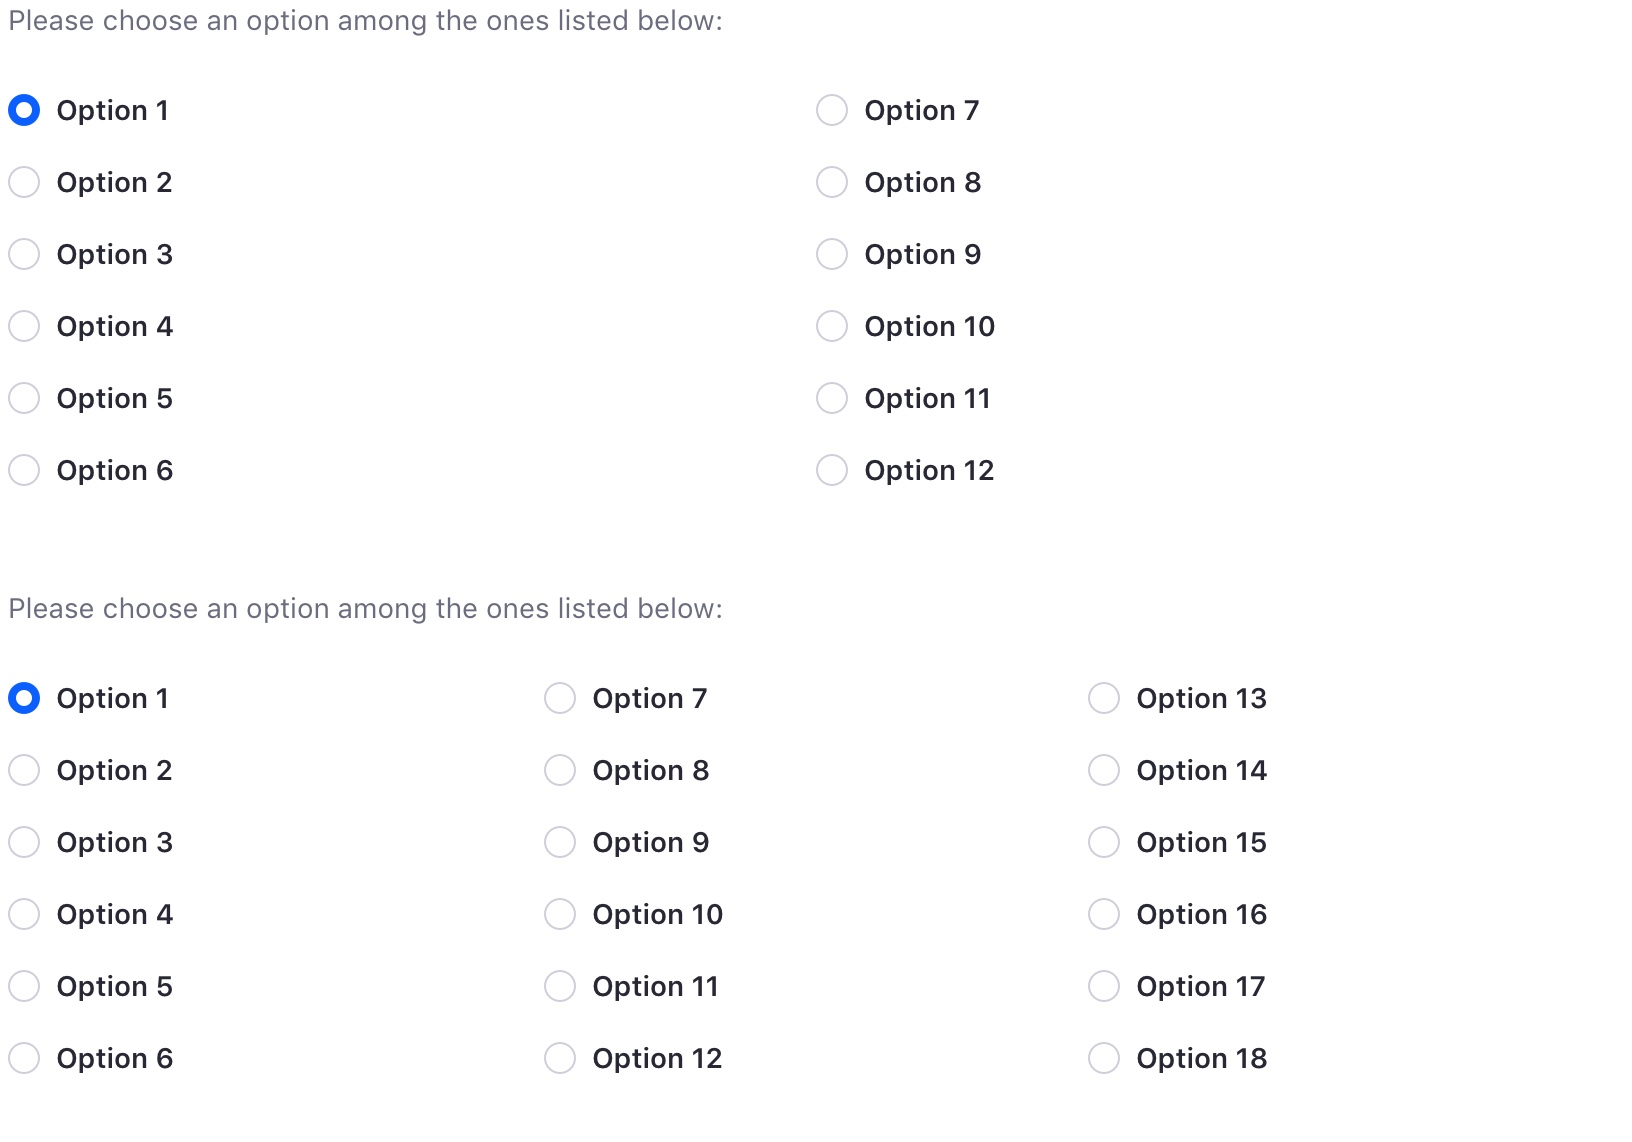 Please choose an option among the ones listed below:
Option 1
Option 2
Option 3
Option 4
Option 5
Option 6
Option 7
Option 8
Option 9
Option 10
Option 11
Option 12
Please choose an option among the ones listed below:
Option 1
Option 2
Option 3
Option 4
Option 5
Option 6
Option 7
Option 8
Option 9
Option 10
Option 11
Option 12
Option 13
Option 14
Option 15
Option 16
Option 17
Option 18